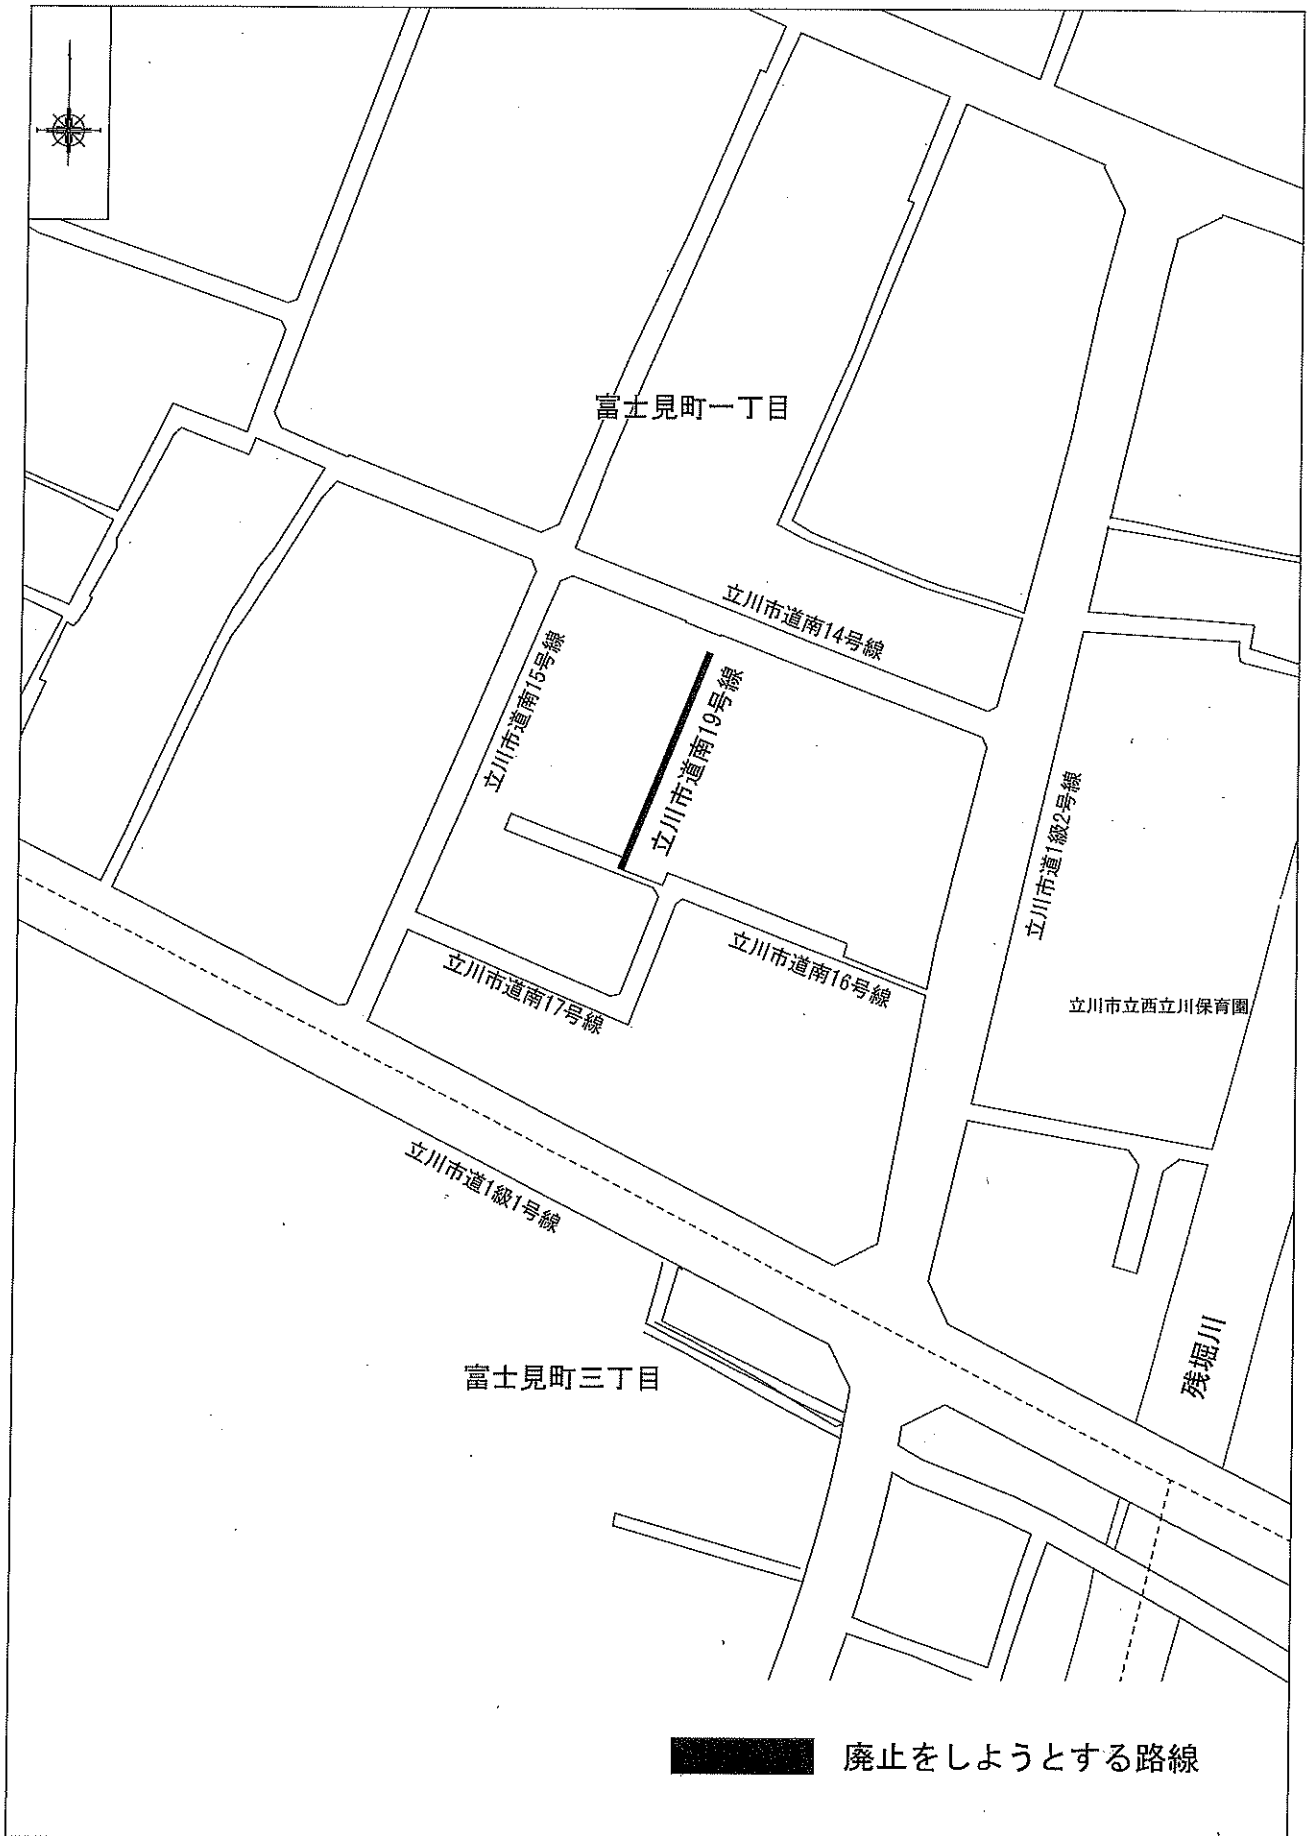 富士見町一丁目
立川市道南14号線
立川市道南15号線
立川市道南19号線
立川市道1級2号線
立川市道南16号線
立川市道南17号線
立川市立西立川保育園
立川市道1級1号線
残堀川
富士見町三丁目
廃止をしようとする路線